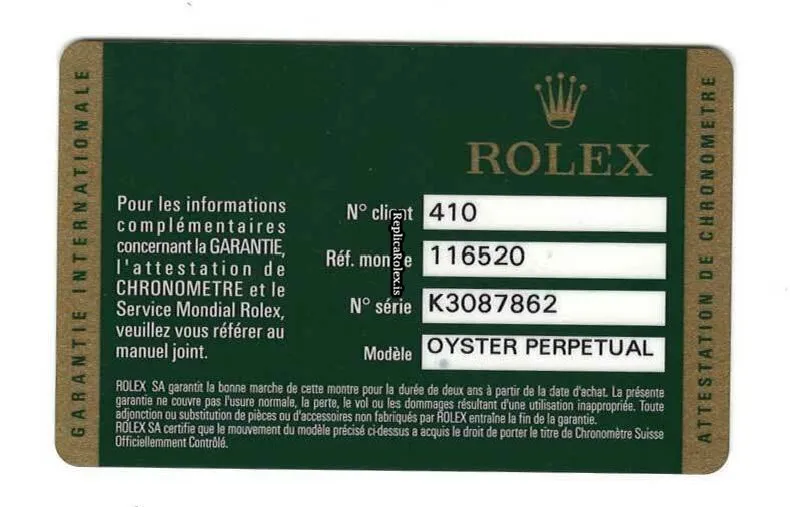 GARANTIE INTERNATIONALE
ROLEX
Pour les informations
complémentaires
concernant la GARANTIE,
l'attestation de
CHRONOMETRE et le
Service Mondial Rolex,
veuillez vous référer au
manuel joint.
N° client 410
Réf. montre 116520
N° série K3087862
Modèle OYSTER PERPETUAL
ReplicaRolex.is
ROLEX SA garantit la bonne marche de cette montre pour la durée de deux ans à partir de la date d'achat. La présente
garantie ne couvre pas l'usure normale, la perte, le vol ou les dommages résultant d'une utilisation inappropriée. Toute
adjonction ou substitution de pièces ou d'accessoires non fabriqués par ROLEX entraîne la fin de la garantie.
ROLEX SA certifie que le mouvement du modèle précisé ci-dessus a acquis le droit de porter le titre de Chronomètre Suisse
Officiellement Contrôlé.
ATTESTATION DE CHRONOMETRE